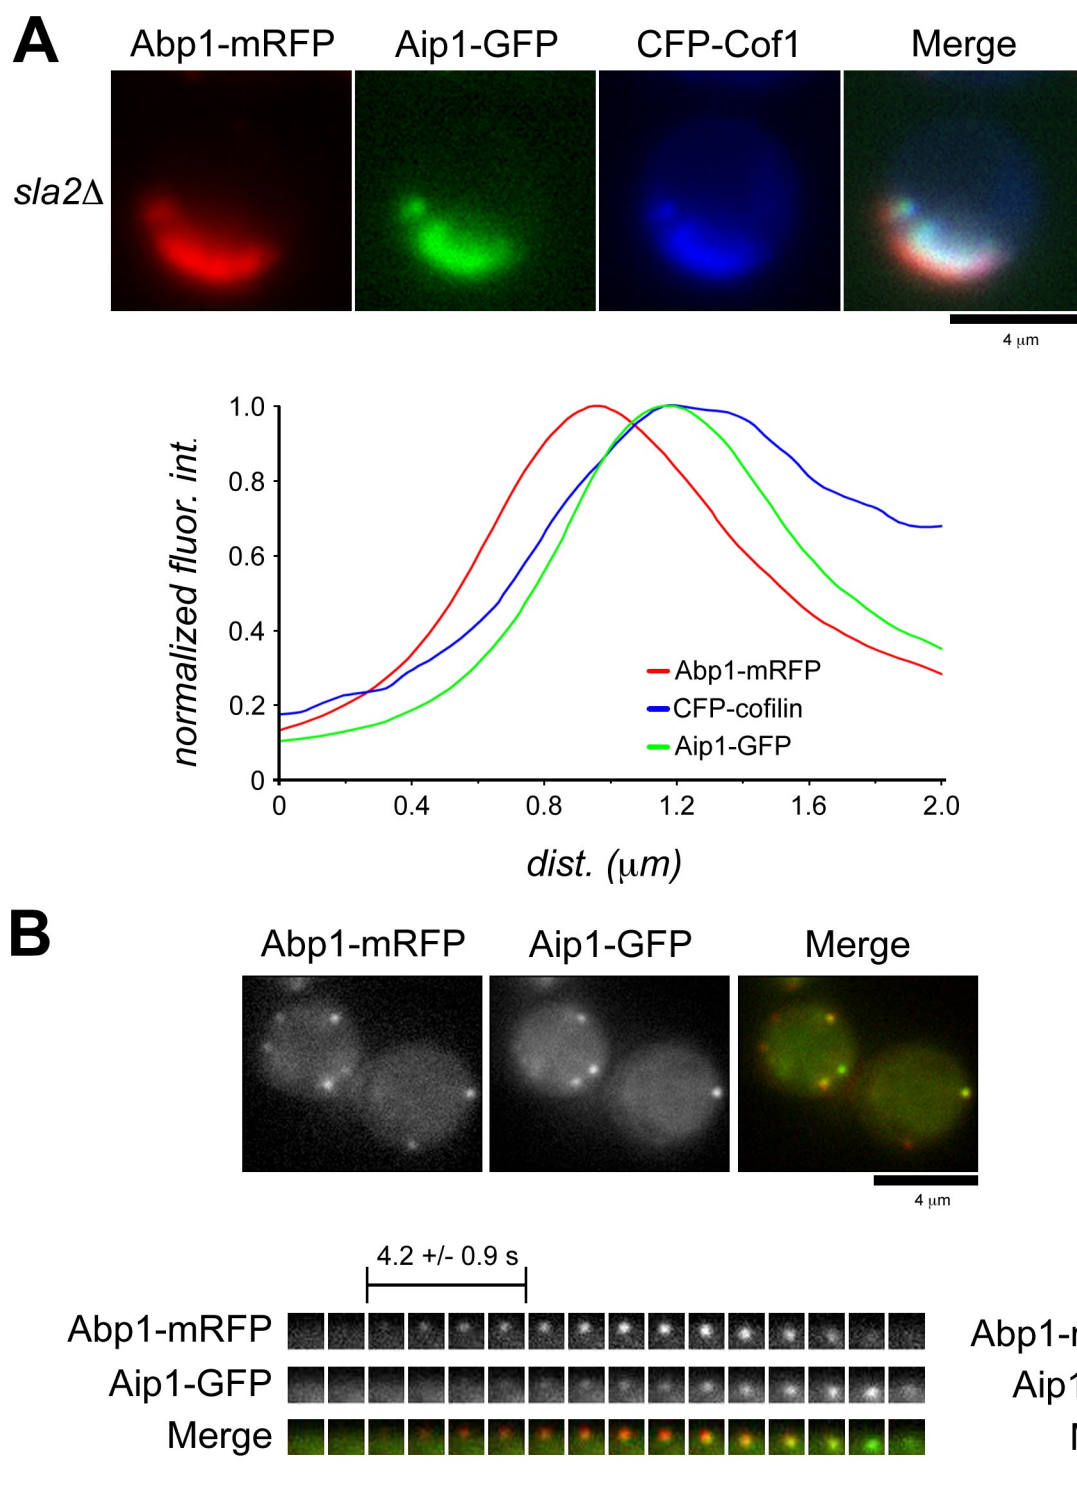 A
Abp1-mRFP Aip1-GFP CFP-Cof1 Merge
sla2Δ
4 μm
normalized fluor. int.
1.0
0.8
0.6
0.4
0.2
0
Abp1-mRFP
CFP-cofilin
Aip1-GFP
0 0.4 0.8 1.2 1.6 2.0
dist. (μm)
B
Abp1-mRFP Aip1-GFP Merge
4 μm
4.2 +/- 0.9 s
Abp1-mRFP
Aip1-GFP
Merge